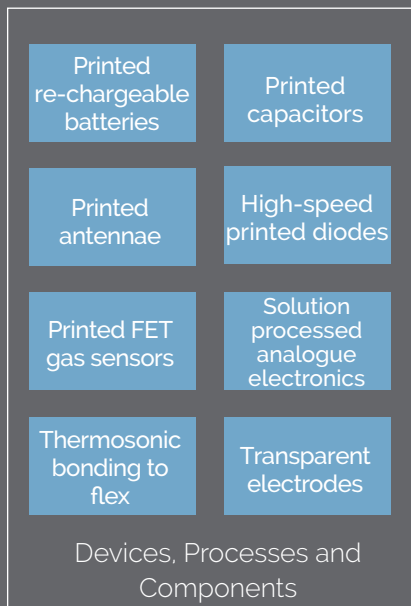 Printed
re-chargeable
batteries
Printed
capacitors
Printed
antennae
High-speed
printed diodes
Printed FET
gas sensors
Solution
processed
analogue
electronics
Thermosonic
bonding to
flex
Transparent
electrodes
Devices, Processes and
Components